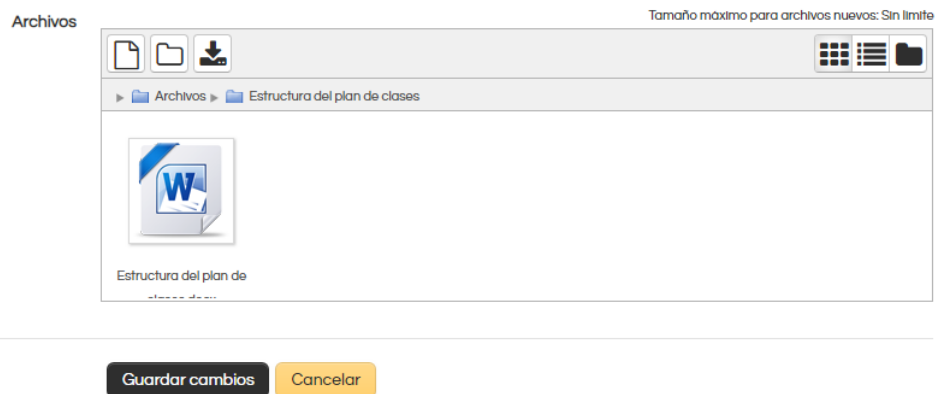 Tamaño máximo para archivos nuevos: Sin limite
Archivos
Archivos Estructura del plan de clases
W
Estructura del plan de
Guardar cambios Cancelar